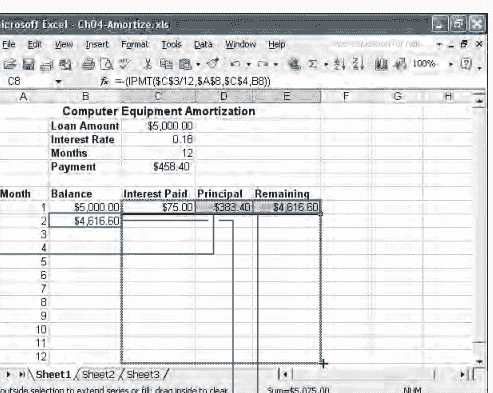 icrosoft Excel - Ch04-Amortize.xls
File Edit View Insert Format Tools Data Window Help
100%
C8 fx =-(IPMT($C$3/12,$A$8,$C$4,B8))
A B C D E F G H
Computer Equipment Amortization
Loan Amount $5,000.00
Interest Rate 0.18
Months 12
Payment $458.40
Month Balance Interest Paid Principal Remaining
1 $5,000.00 $75.00 $383.40 $4,616.60
2 $4,616.60
3
4
5
6
7
8
9
10
11
12
Sheet1 Sheet2 Sheet3
outside selection to extend series or fill; drag inside to clear Sum=$5,075.00 NUM